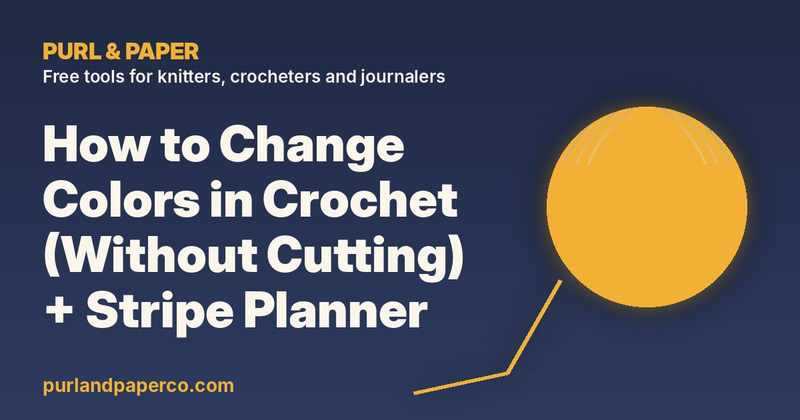 PURL & PAPER
Free tools for knitters, crocheters and journalers
How to Change
Colors in Crochet
(Without Cutting)
+ Stripe Planner
purlandpaperco.com